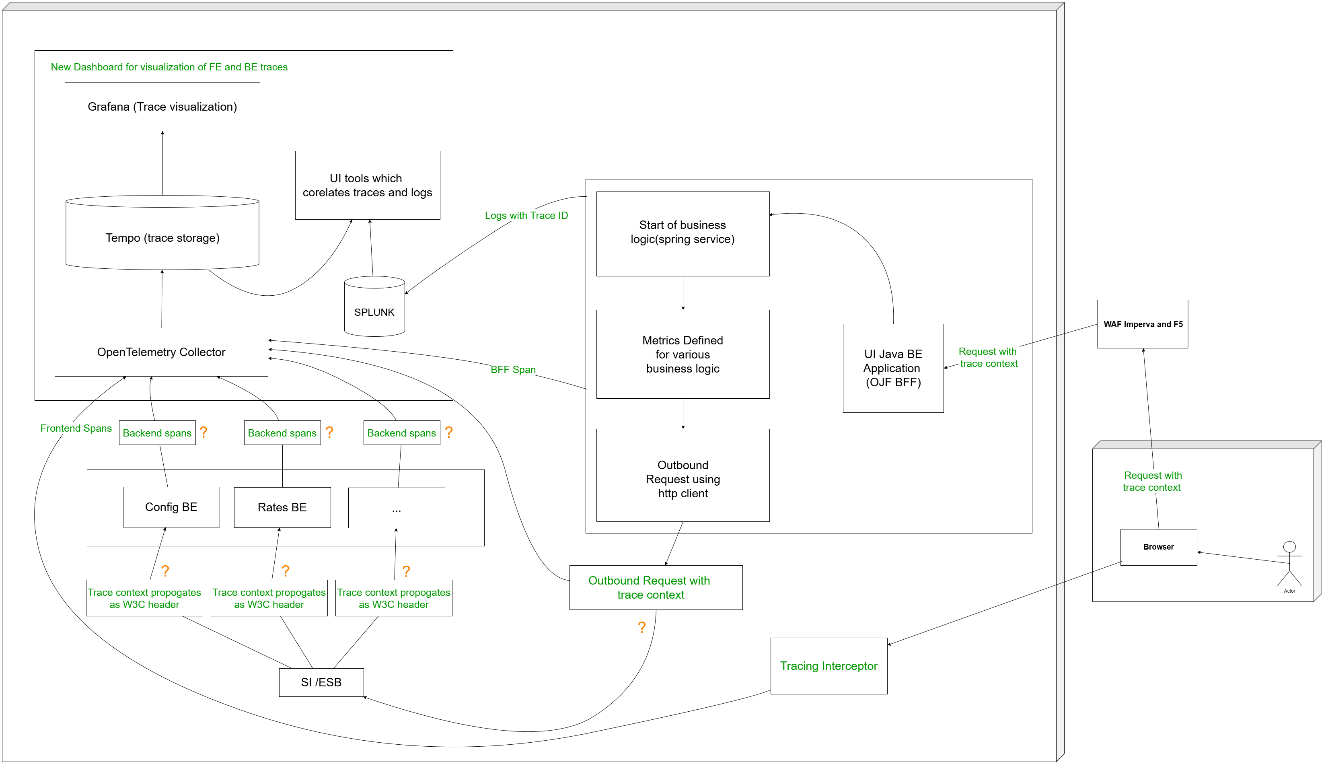 New Dashboard for visualization of FE and BE traces
Grafana (Trace visualization)
UI tools which
corelates traces and logs
Tempo (trace storage)
SPLUNK
OpenTelemetry Collector
Logs with Trace ID
BFF Span
Start of business
logic(spring service)
Metrics Defined
for various
business logic
Outbound
Request using
http client
UI Java BE
Application
(OJF BFF)
Request with
trace context
WAF Imperva and F5
Request with
trace context
Browser
Actor
Frontend Spans
Backend spans
?
Backend spans
?
Backend spans
?
Config BE
Rates BE
...
?
?
?
Trace context propogates
as W3C header
Trace context propogates
as W3C header
Trace context propogates
as W3C header
Outbound Request with
trace context
?
SI /ESB
Tracing Interceptor